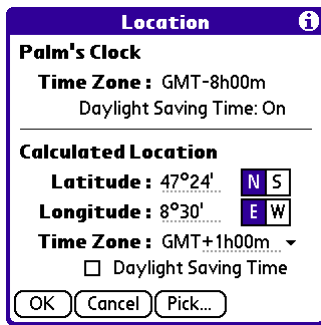 Location i
Palm's Clock
Time Zone: GMT-8h00m
Daylight Saving Time: On
Calculated Location
Latitude: 47°24' N S
Longitude: 8°30' E W
Time Zone: GMT+1h00m
Daylight Saving Time
OK Cancel Pick...